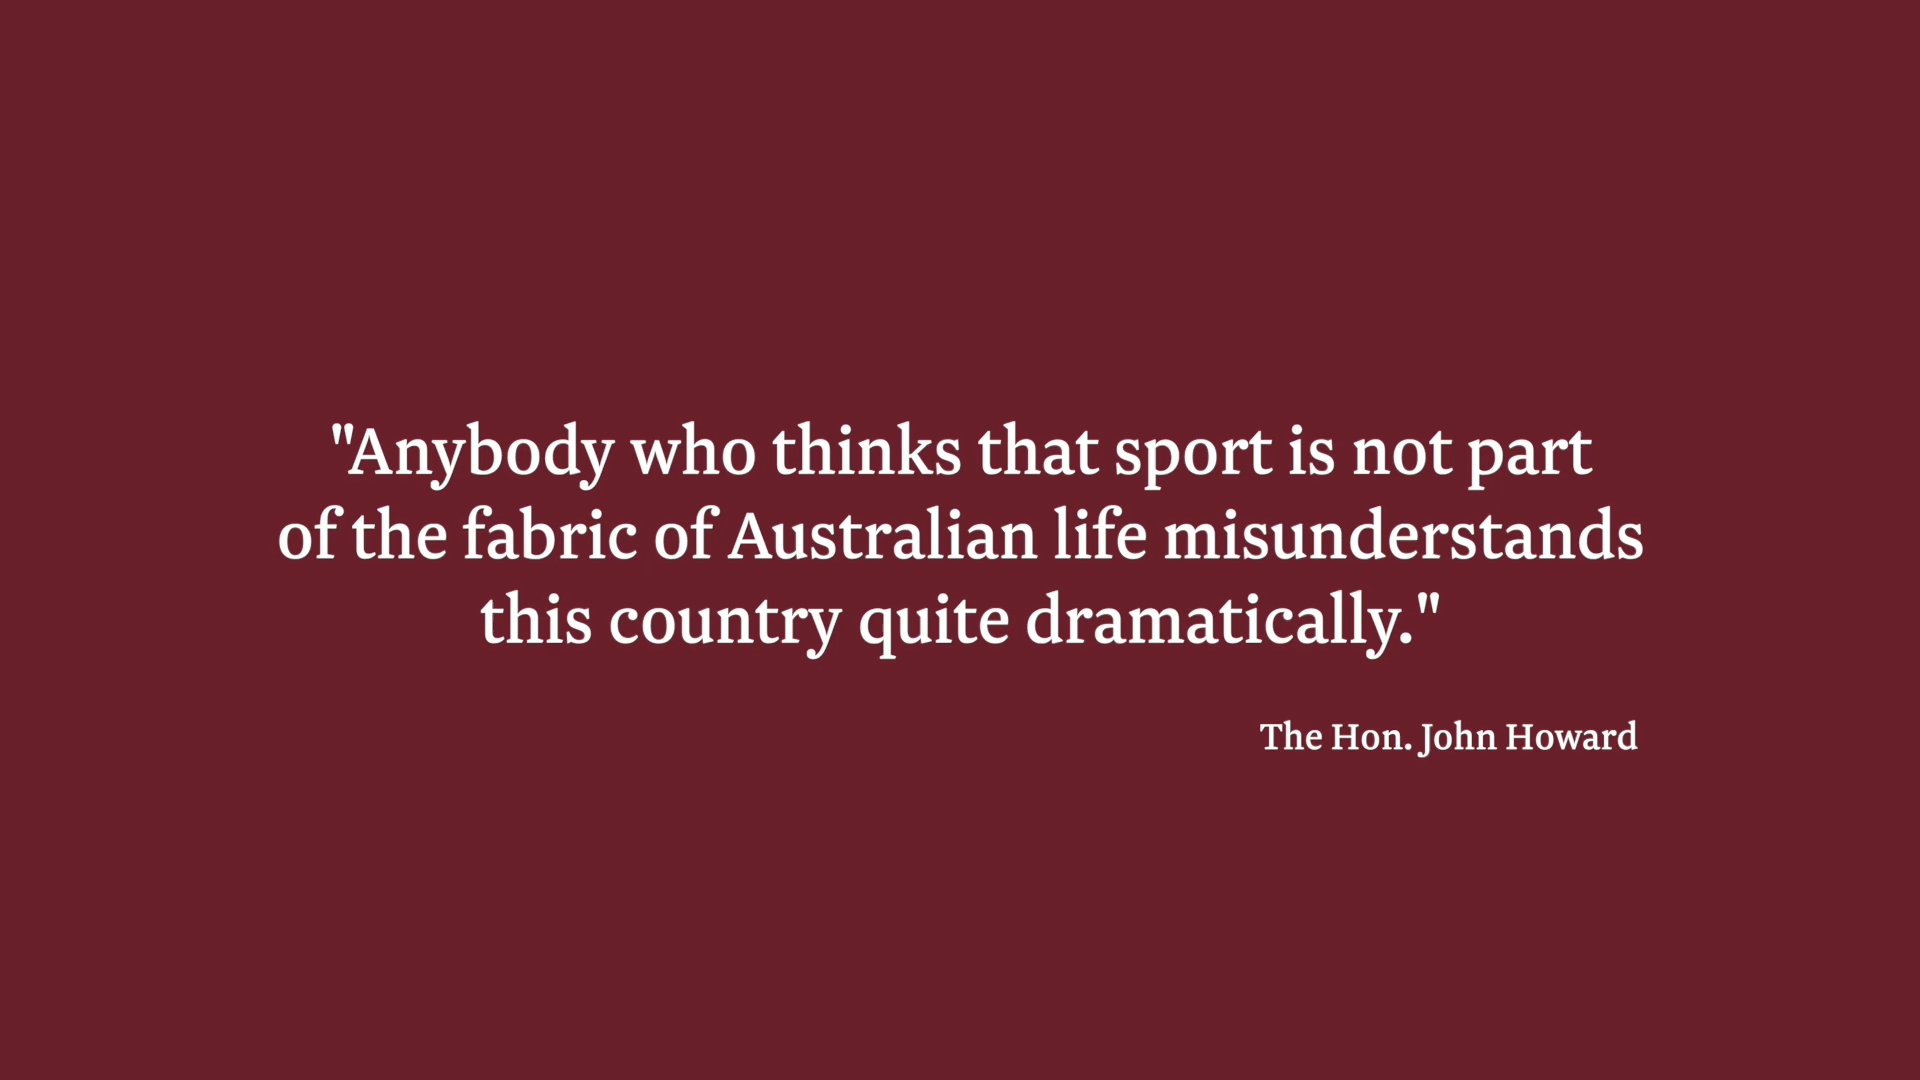 "Anybody who thinks that sport is not part
of the fabric of Australian life misunderstands
this country quite dramatically."
The Hon. John Howard